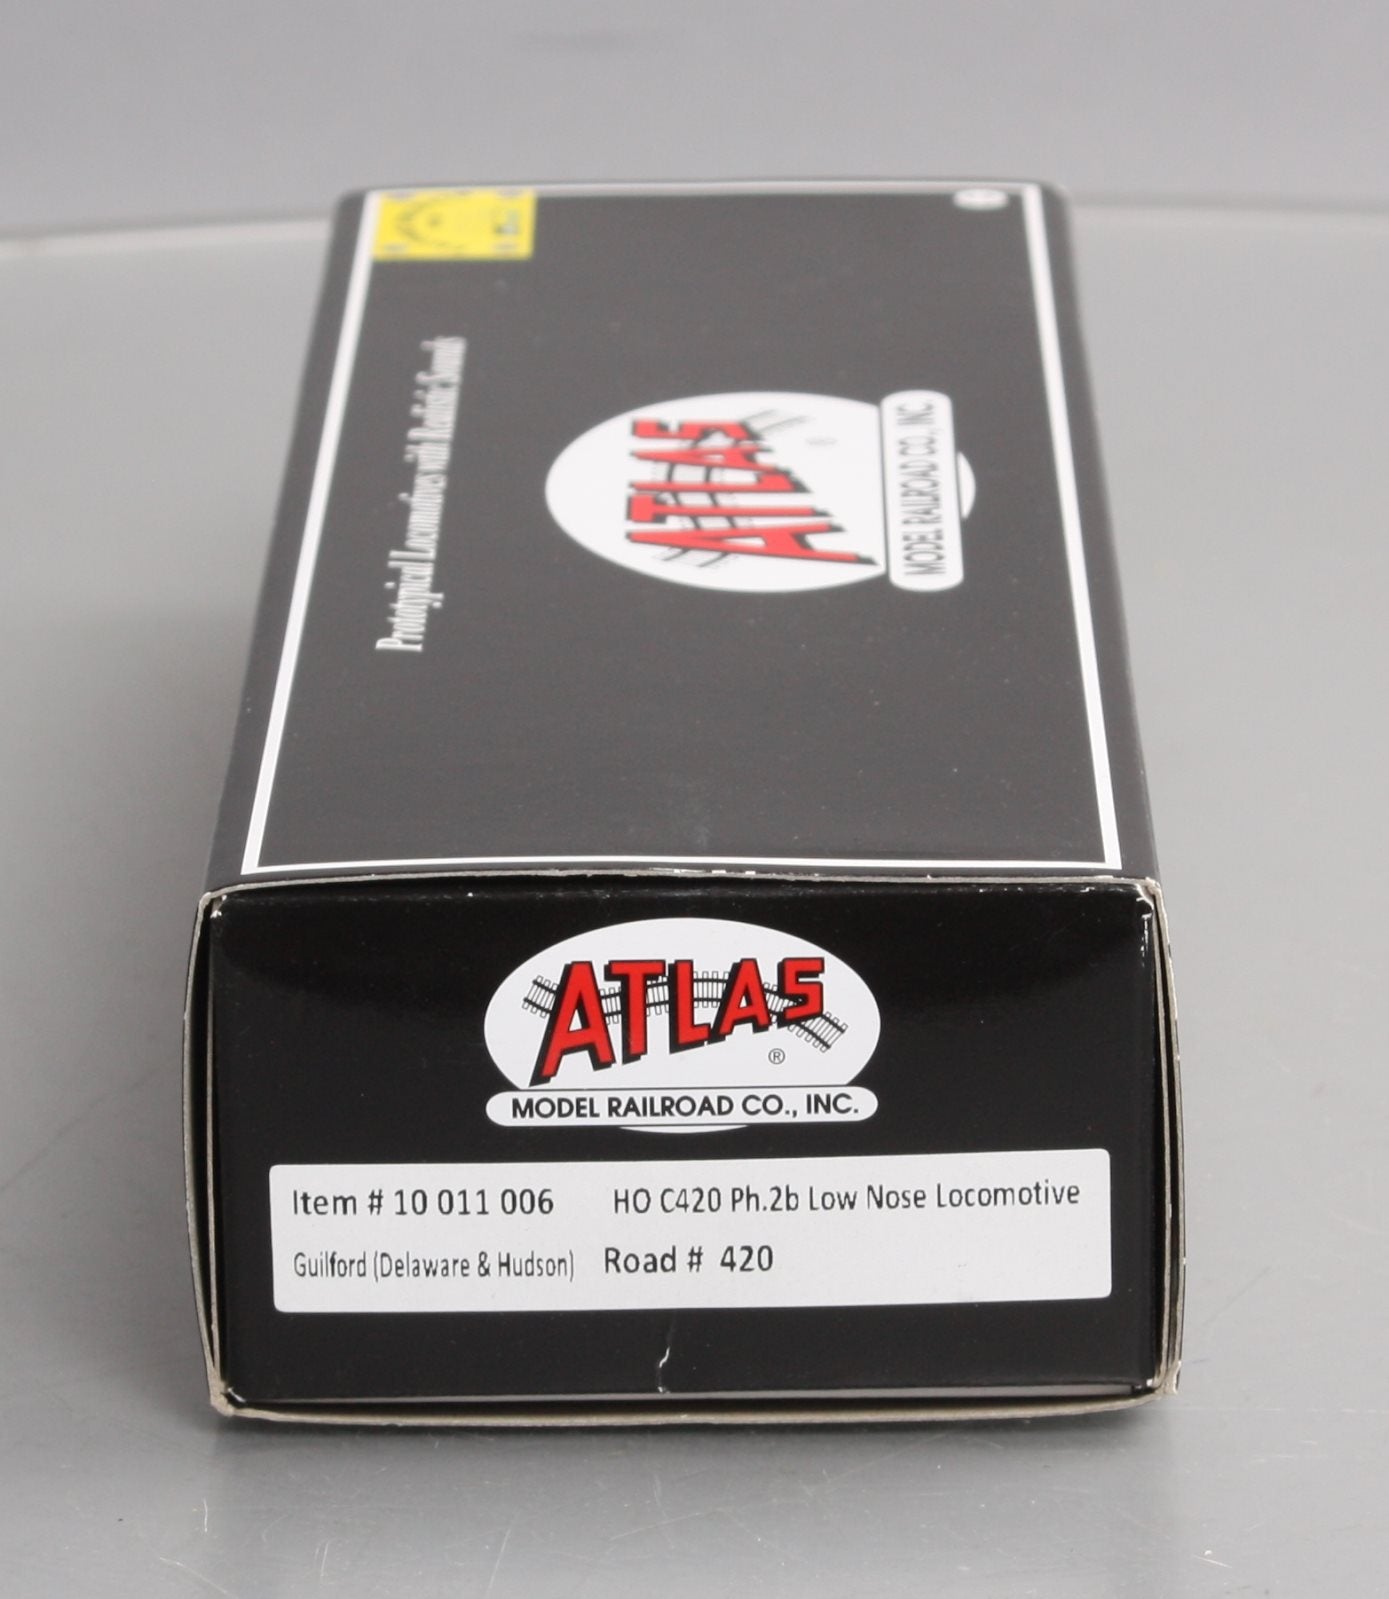 Prototypical Locomotives with Realistic Sounds
ATLAS
®
MODEL RAILROAD CO., INC.
ATLAS
®
MODEL RAILROAD CO., INC.
Item # 10 011 006 HO C420 Ph.2b Low Nose Locomotive
Guilford (Delaware & Hudson) Road # 420